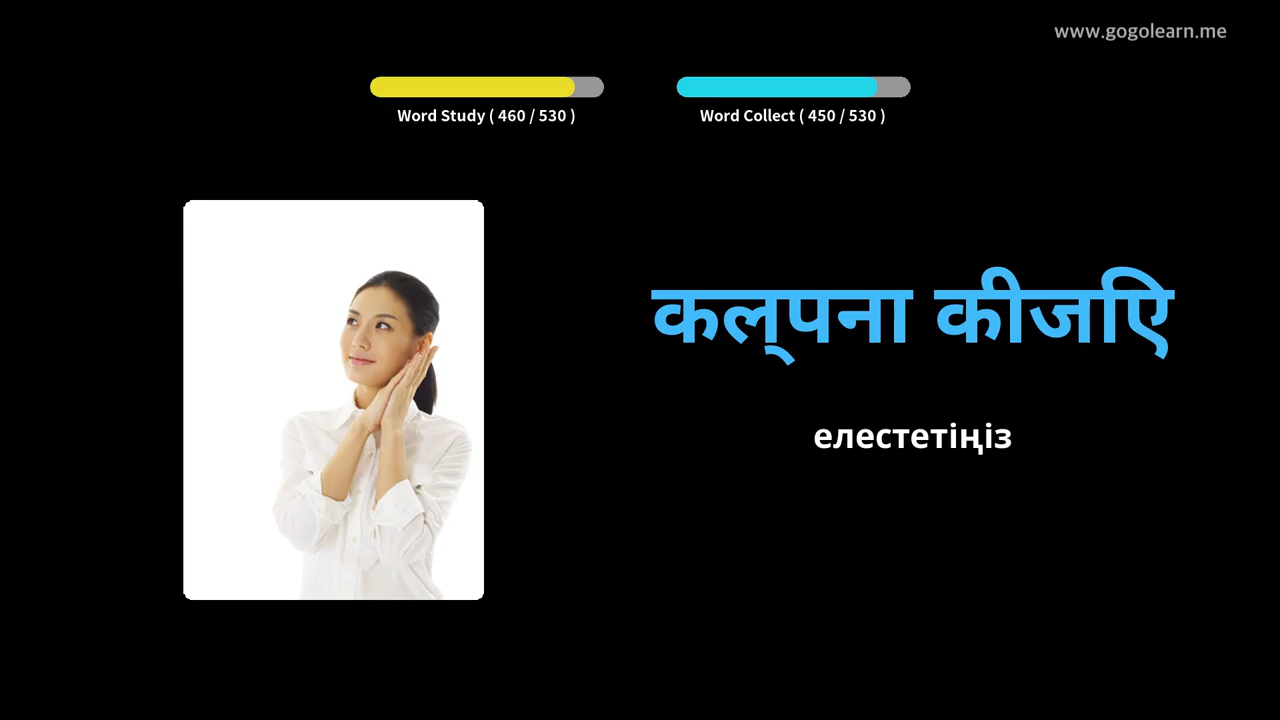 www.gogolearn.me
Word Study ( 460 / 530 )
Word Collect ( 450 / 530 )
कल्पना कीजिए
елестетіңіз